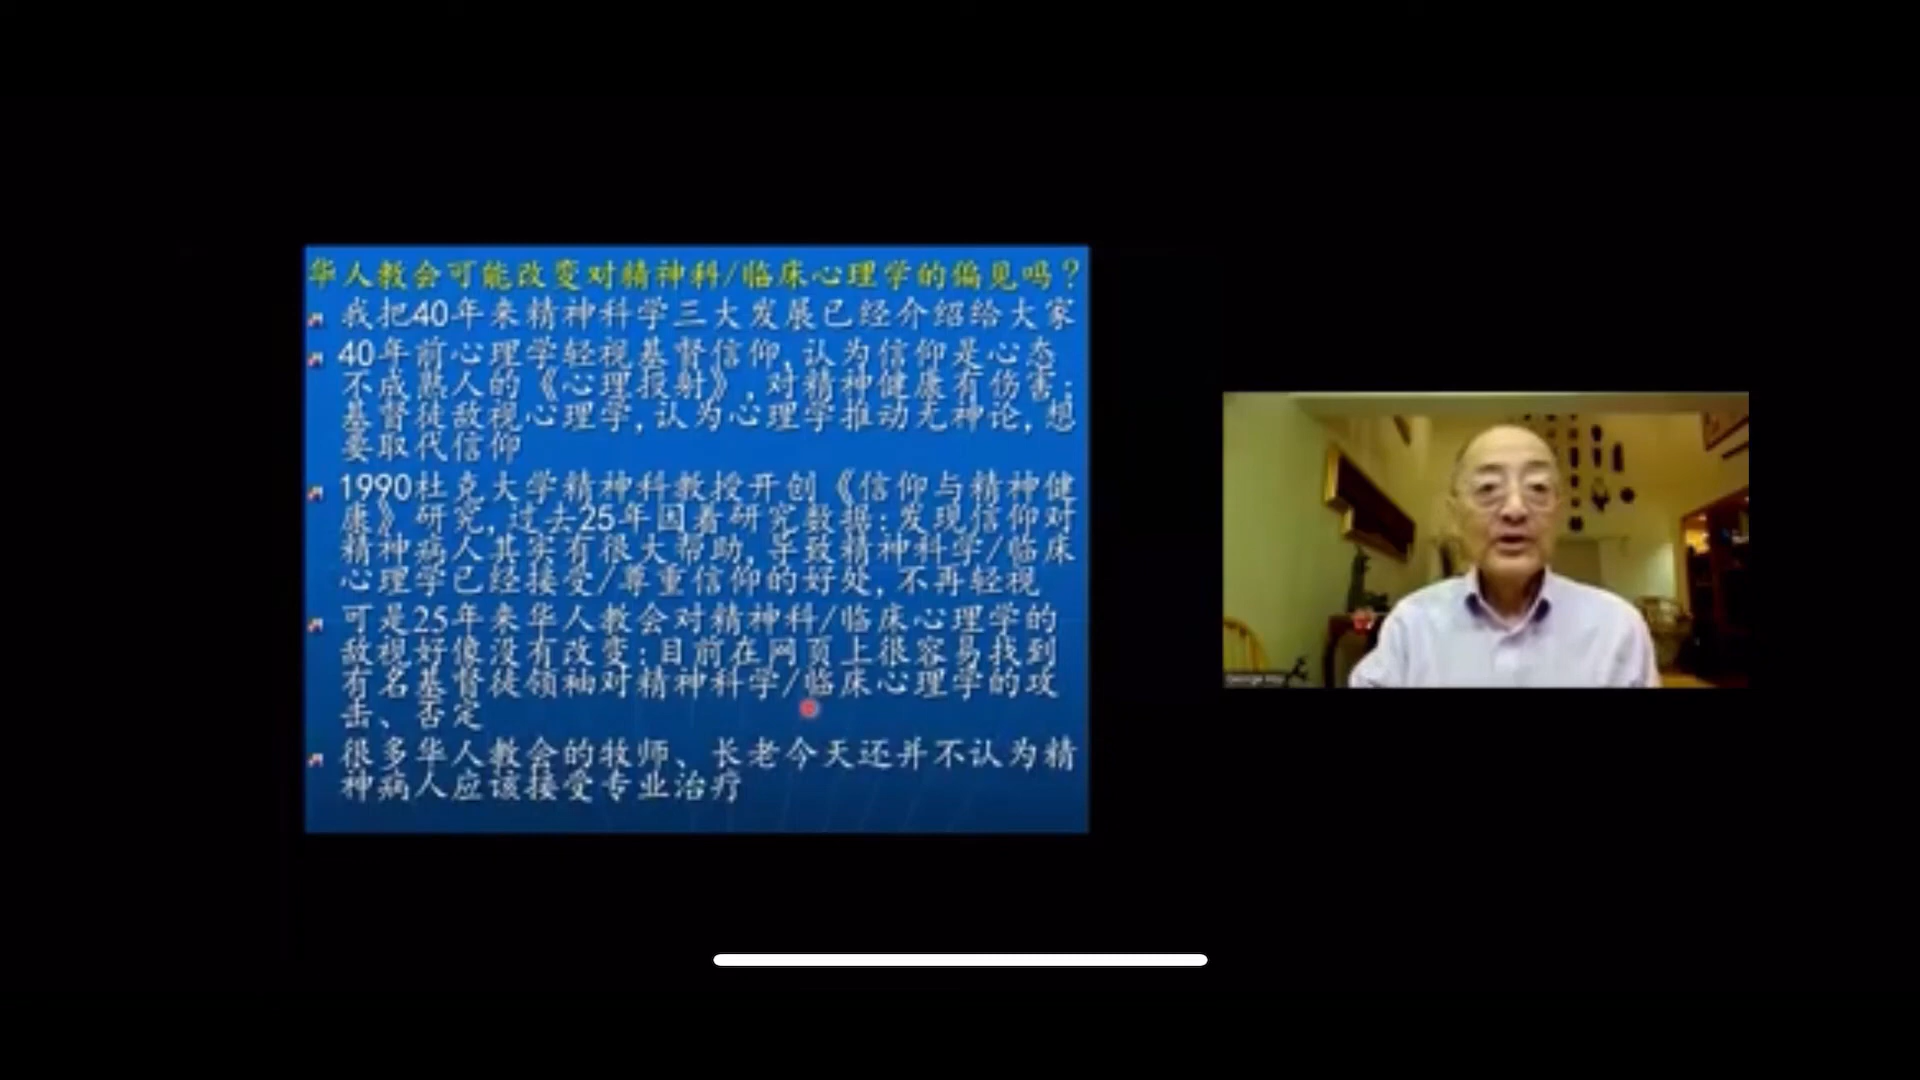 华人教会可能改变对精神科/临床心理学的偏见吗?
我把40年来精神科学三大发展已经介绍给大家
40年前心理学轻视基督信仰,认为信仰是心态
不成熟人的《心理投射》,对精神健康有伤害;
基督徒敌视心理学,认为心理学推动无神论,想
要取代信仰
1990杜克大学精神科教授开创《信仰与精神健
康》研究,过去25年因着研究数据:发现信仰对
精神病人其实有很大帮助,导致精神科学/临床
心理学已经接受/尊重信仰的好处,不再轻视
可是25年来华人教会对精神科/临床心理学的
敌视好像没有改变;目前在网页上很容易找到
有名基督徒领袖对精神科学/临床心理学的攻
击、否定
很多华人教会的牧师、长老今天还并不认为精
神病人应该接受专业治疗
George